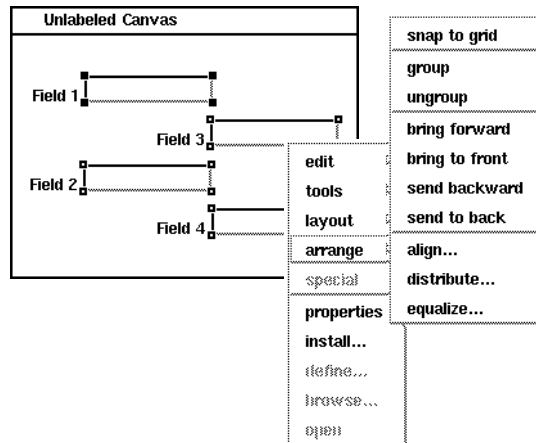 Unlabeled Canvas
Field 1
Field 3
Field 2
Field 4
edit
tools
layout
arrange
special
properties
install...
define...
browse...
open
snap to grid
group
ungroup
bring forward
bring to front
send backward
send to back
align...
distribute...
equalize...